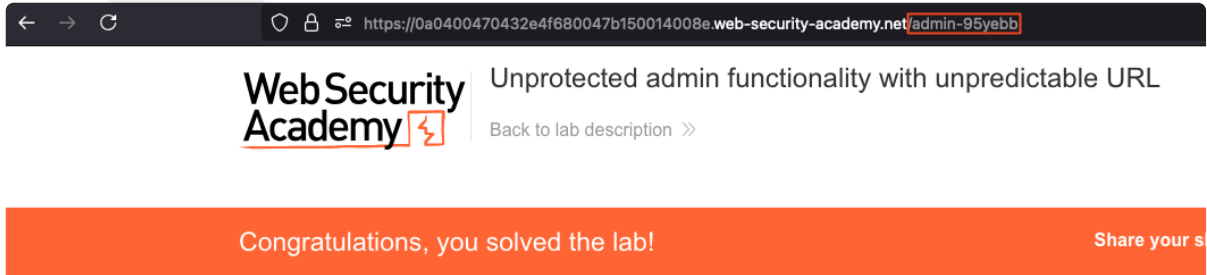 https://0a0400470432e4f680047b150014008e.web-security-academy.net/admin-95yebb
Web Security
Academy
Unprotected admin functionality with unpredictable URL
Back to lab description
Congratulations, you solved the lab!
Share your